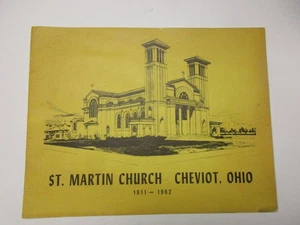 ST. MARTIN CHURCH CHEVIOT, OHIO
1911 - 1962